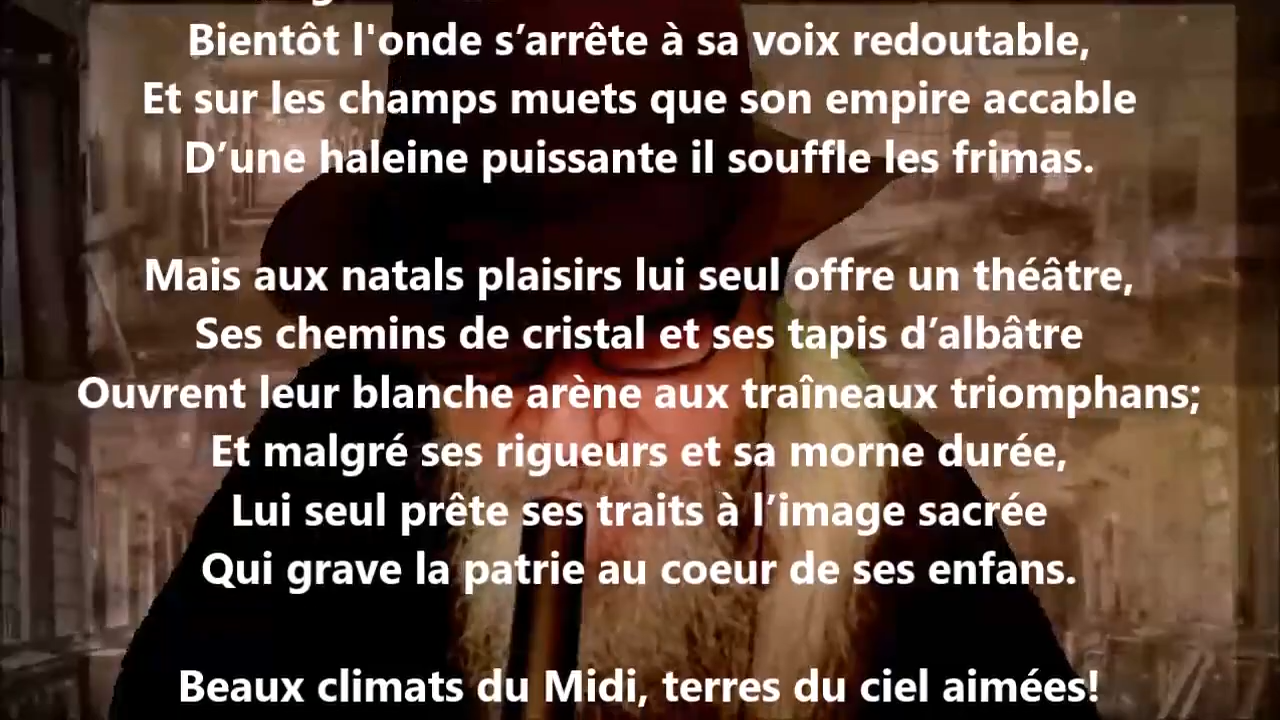 Bientôt l'onde s’arrête à sa voix redoutable,
Et sur les champs muets que son empire accable
D’une haleine puissante il souffle les frimas.
Mais aux natals plaisirs lui seul offre un théâtre,
Ses chemins de cristal et ses tapis d’albâtre
Ouvrent leur blanche arène aux traîneaux triomphans;
Et malgré ses rigueurs et sa morne durée,
Lui seul prête ses traits à l’image sacrée
Qui grave la patrie au coeur de ses enfans.
Beaux climats du Midi, terres du ciel aimées!